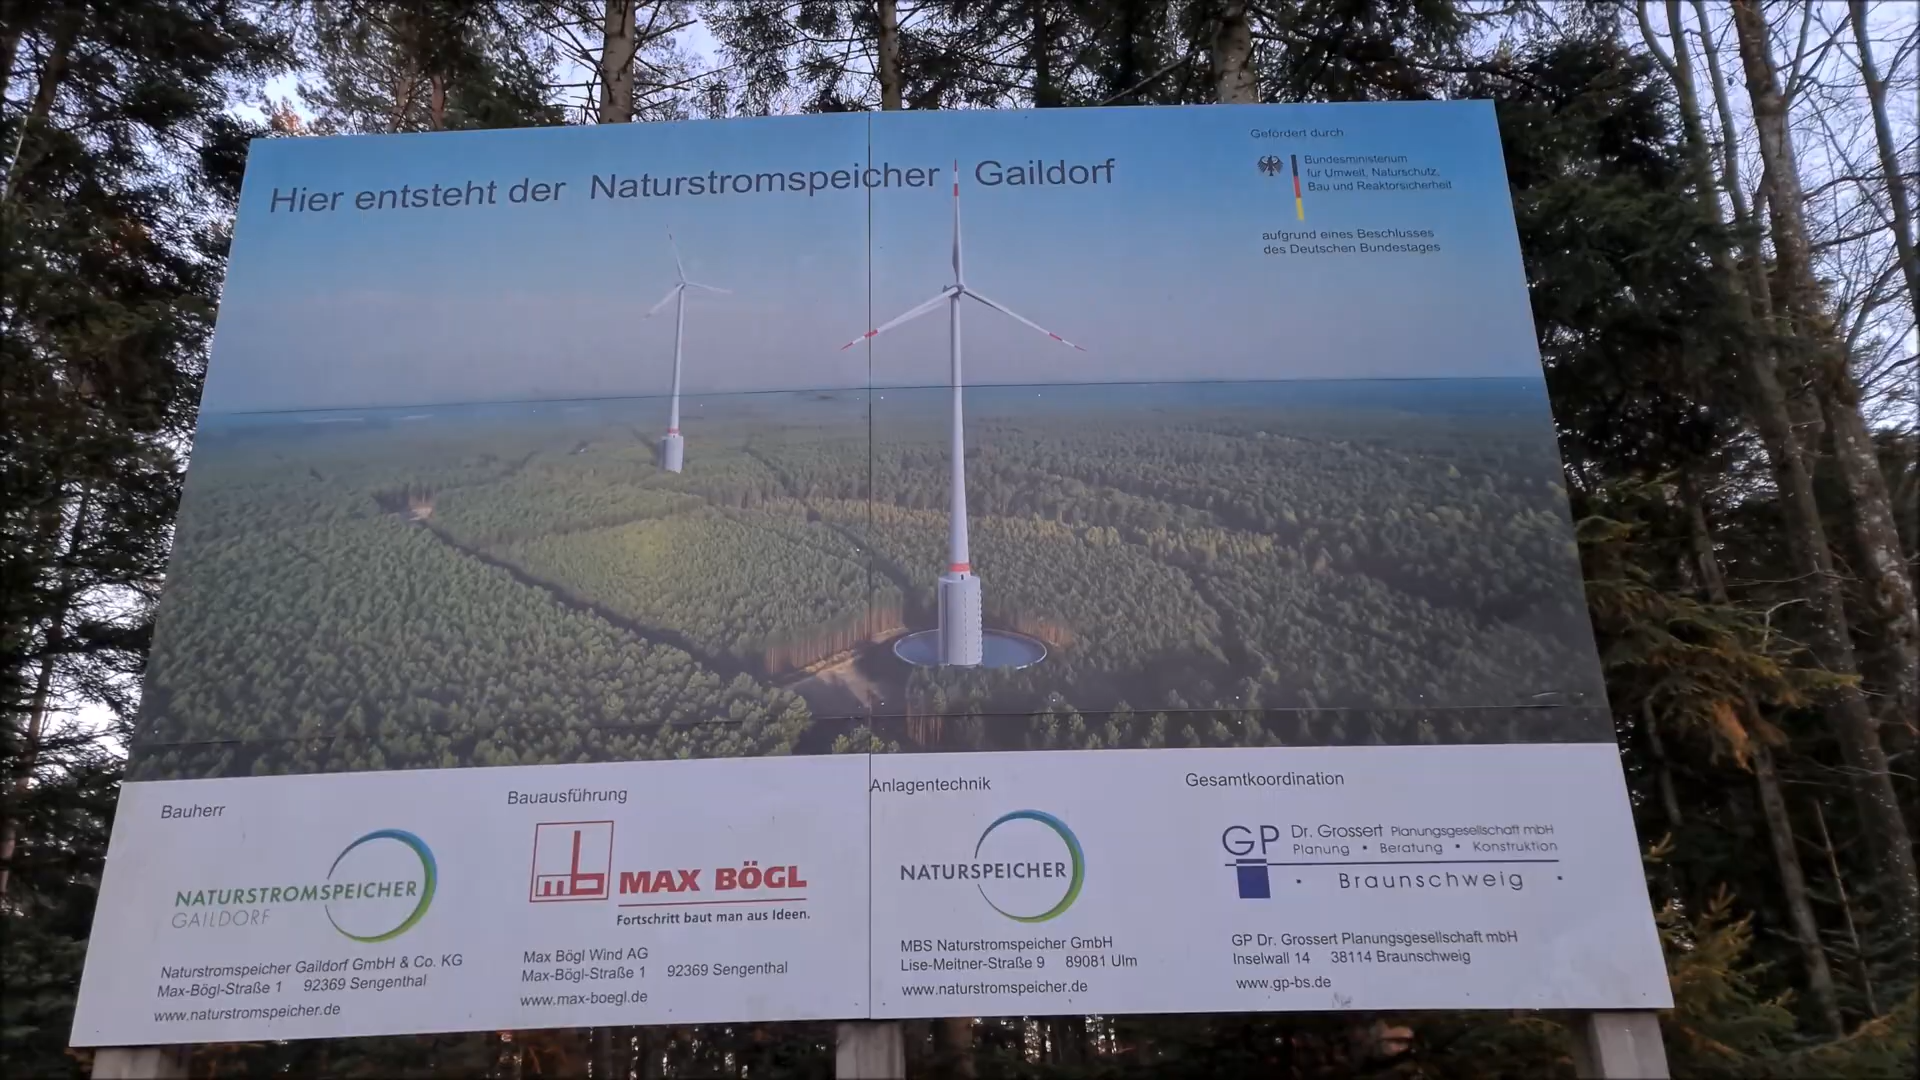 Hier entsteht der Naturstromspeicher Gaildorf
Gefördert durch
Bundesministerium
für Umwelt, Naturschutz,
Bau und Reaktorsicherheit
aufgrund eines Beschlusses
des Deutschen Bundestages
Bauherr
NATURSTROMSPEICHER
GAILDORF
Naturstromspeicher Gaildorf GmbH & Co. KG
Max-Bögl-Straße 1 92369 Sengenthal
www.naturstromspeicher.de
Bauausführung
mb
MAX BÖGL
Fortschritt baut man aus Ideen.
Max Bögl Wind AG
Max-Bögl-Straße 1 92369 Sengenthal
www.max-boegl.de
Anlagentechnik
NATURSPEICHER
MBS Naturstromspeicher GmbH
Lise-Meitner-Straße 9 89081 Ulm
www.naturstromspeicher.de
Gesamtkoordination
GP Dr. Grossert Planungsgesellschaft mbH
Planung • Beratung • Konstruktion
• Braunschweig •
GP Dr. Grossert Planungsgesellschaft mbH
Inselwall 14 38114 Braunschweig
www.gp-bs.de